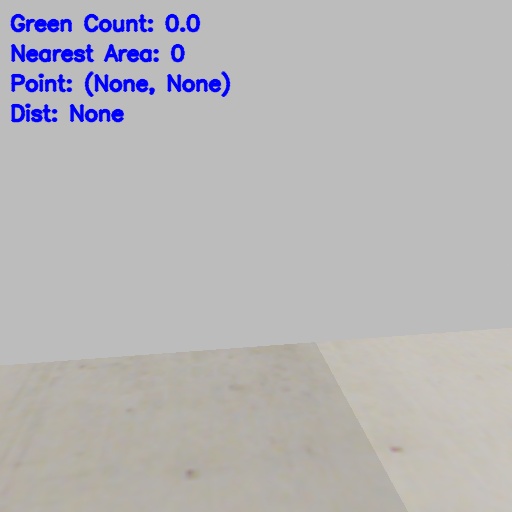 Green Count: 0.0
Nearest Area: 0
Point: (None, None)
Dist: None